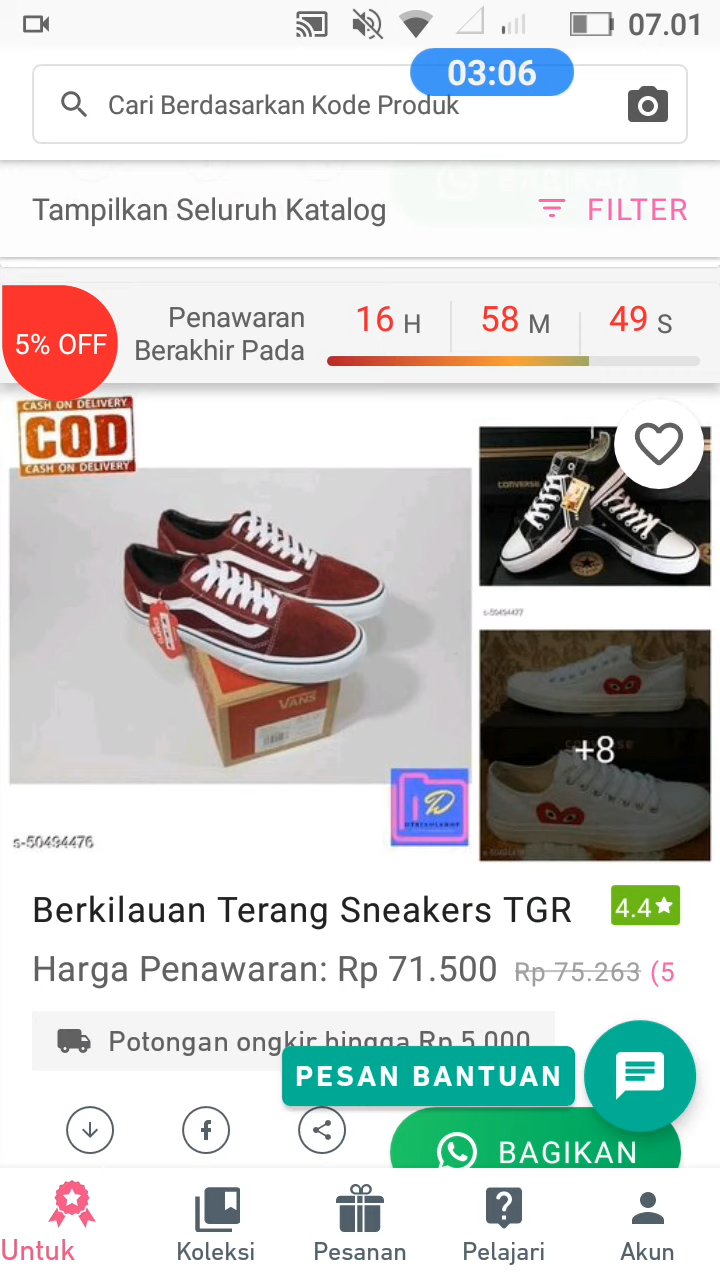 07.01
03:06
Cari Berdasarkan Kode Produk
Tampilkan Seluruh Katalog
FILTER
5% OFF
Penawaran Berakhir Pada
16 H
58 M
49 S
CASH ON DELIVERY
COD
CASH ON DELIVERY
VANS
s-50494476
CONVERSE
s-50494477
+8
Berkilauan Terang Sneakers TGR
4.4
Harga Penawaran: Rp 71.500 Rp 75.263 (5
Potongan ongkir hingga Rp 5.000
PESAN BANTUAN
BAGIKAN
Untuk
Koleksi
Pesanan
Pelajari
Akun